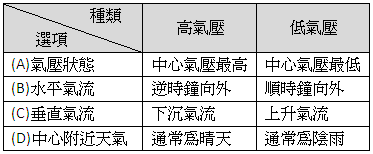 種類
選項
高氣壓
低氣壓
(A)氣壓狀態
中心氣壓最高
中心氣壓最低
(B)水平氣流
逆時鐘向外
順時鐘向外
(C)垂直氣流
下沉氣流
上升氣流
(D)中心附近天氣
通常為晴天
通常為陰雨